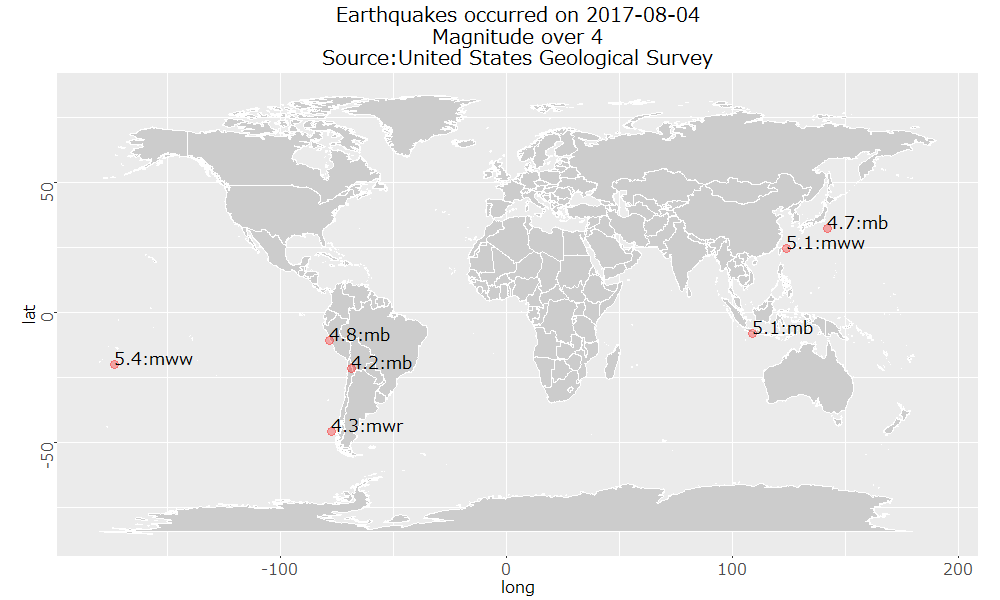 Earthquakes occurred on 2017-08-04
Magnitude over 4
Source:United States Geological Survey
50
0
-50
lat
4.7:mb
5.1:mww
5.1:mb
4.8:mb
5.4:mww
4.2:mb
4.3:mwr
-100
0
100
200
long